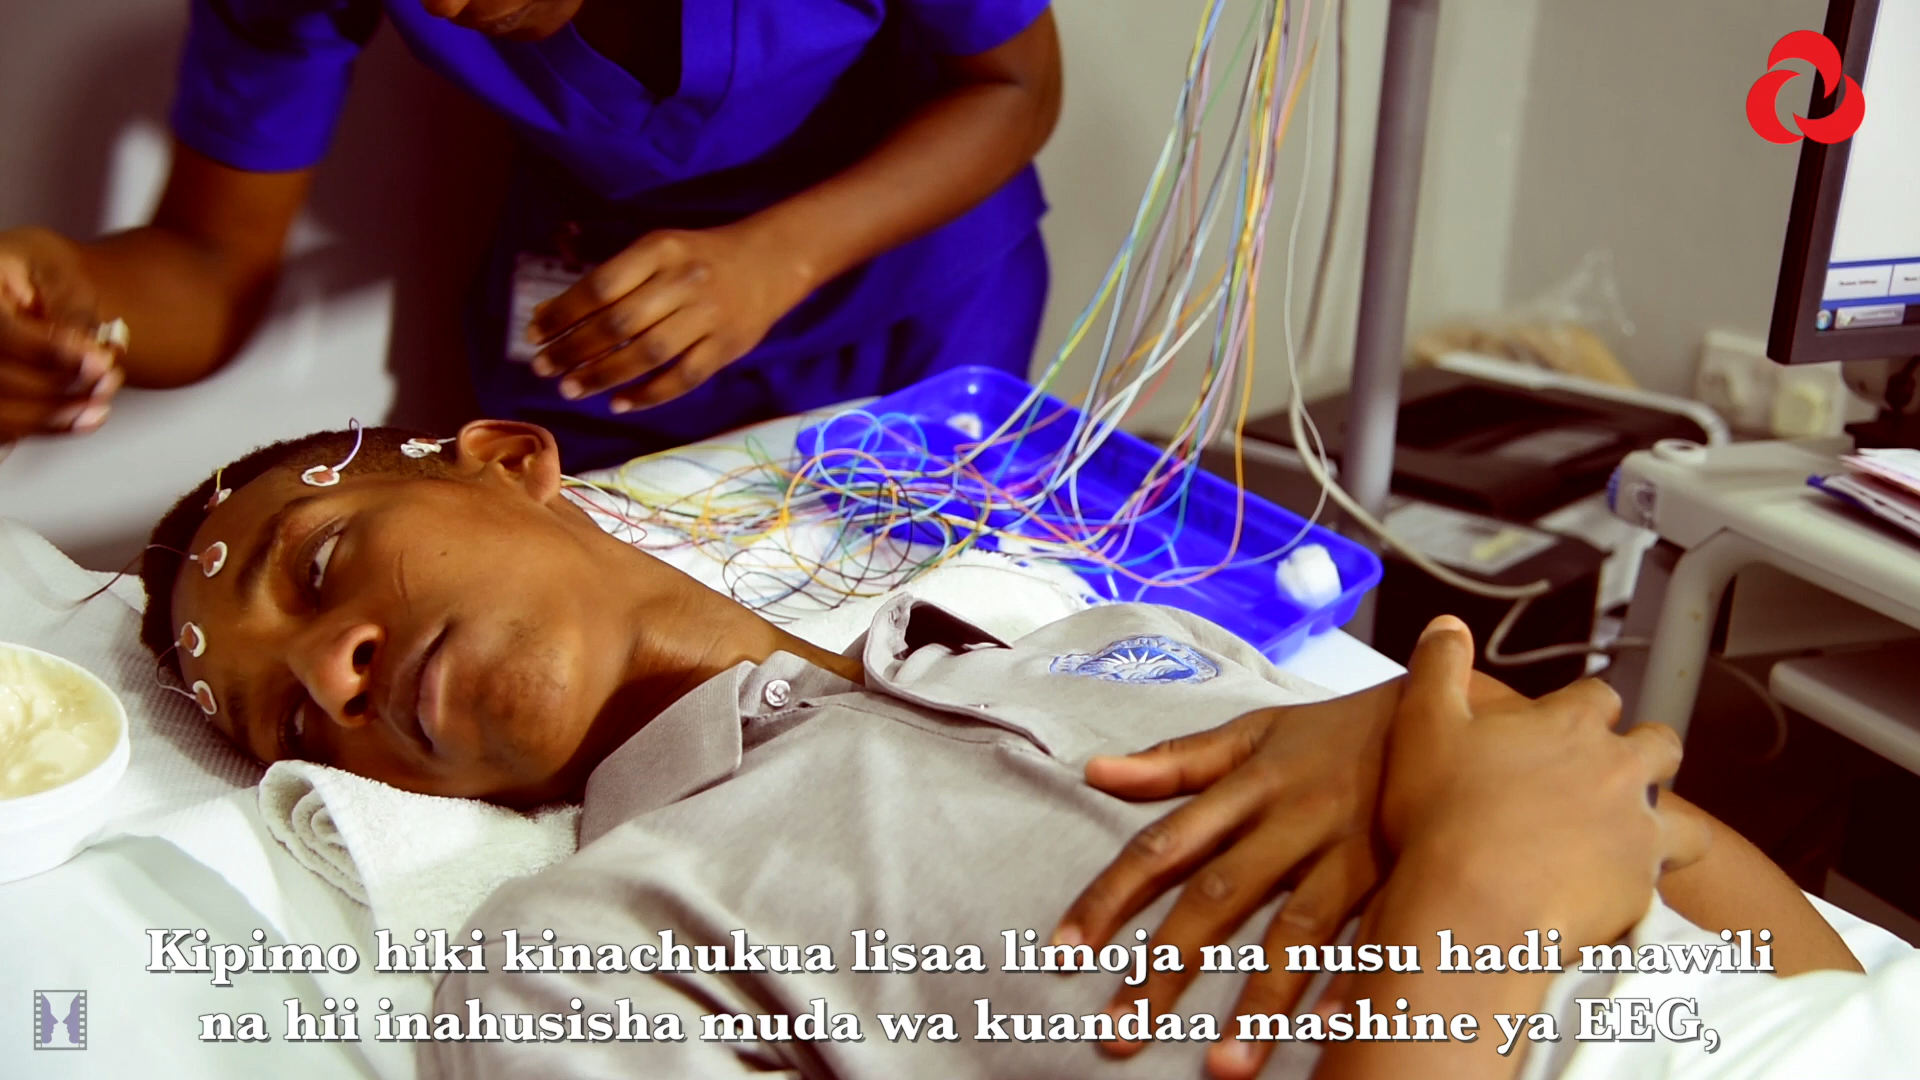 Kipimo hiki kinachukua lisaa limoja na nusu hadi mawili
na hii inahusisha muda wa kuandaa mashine ya EEG,